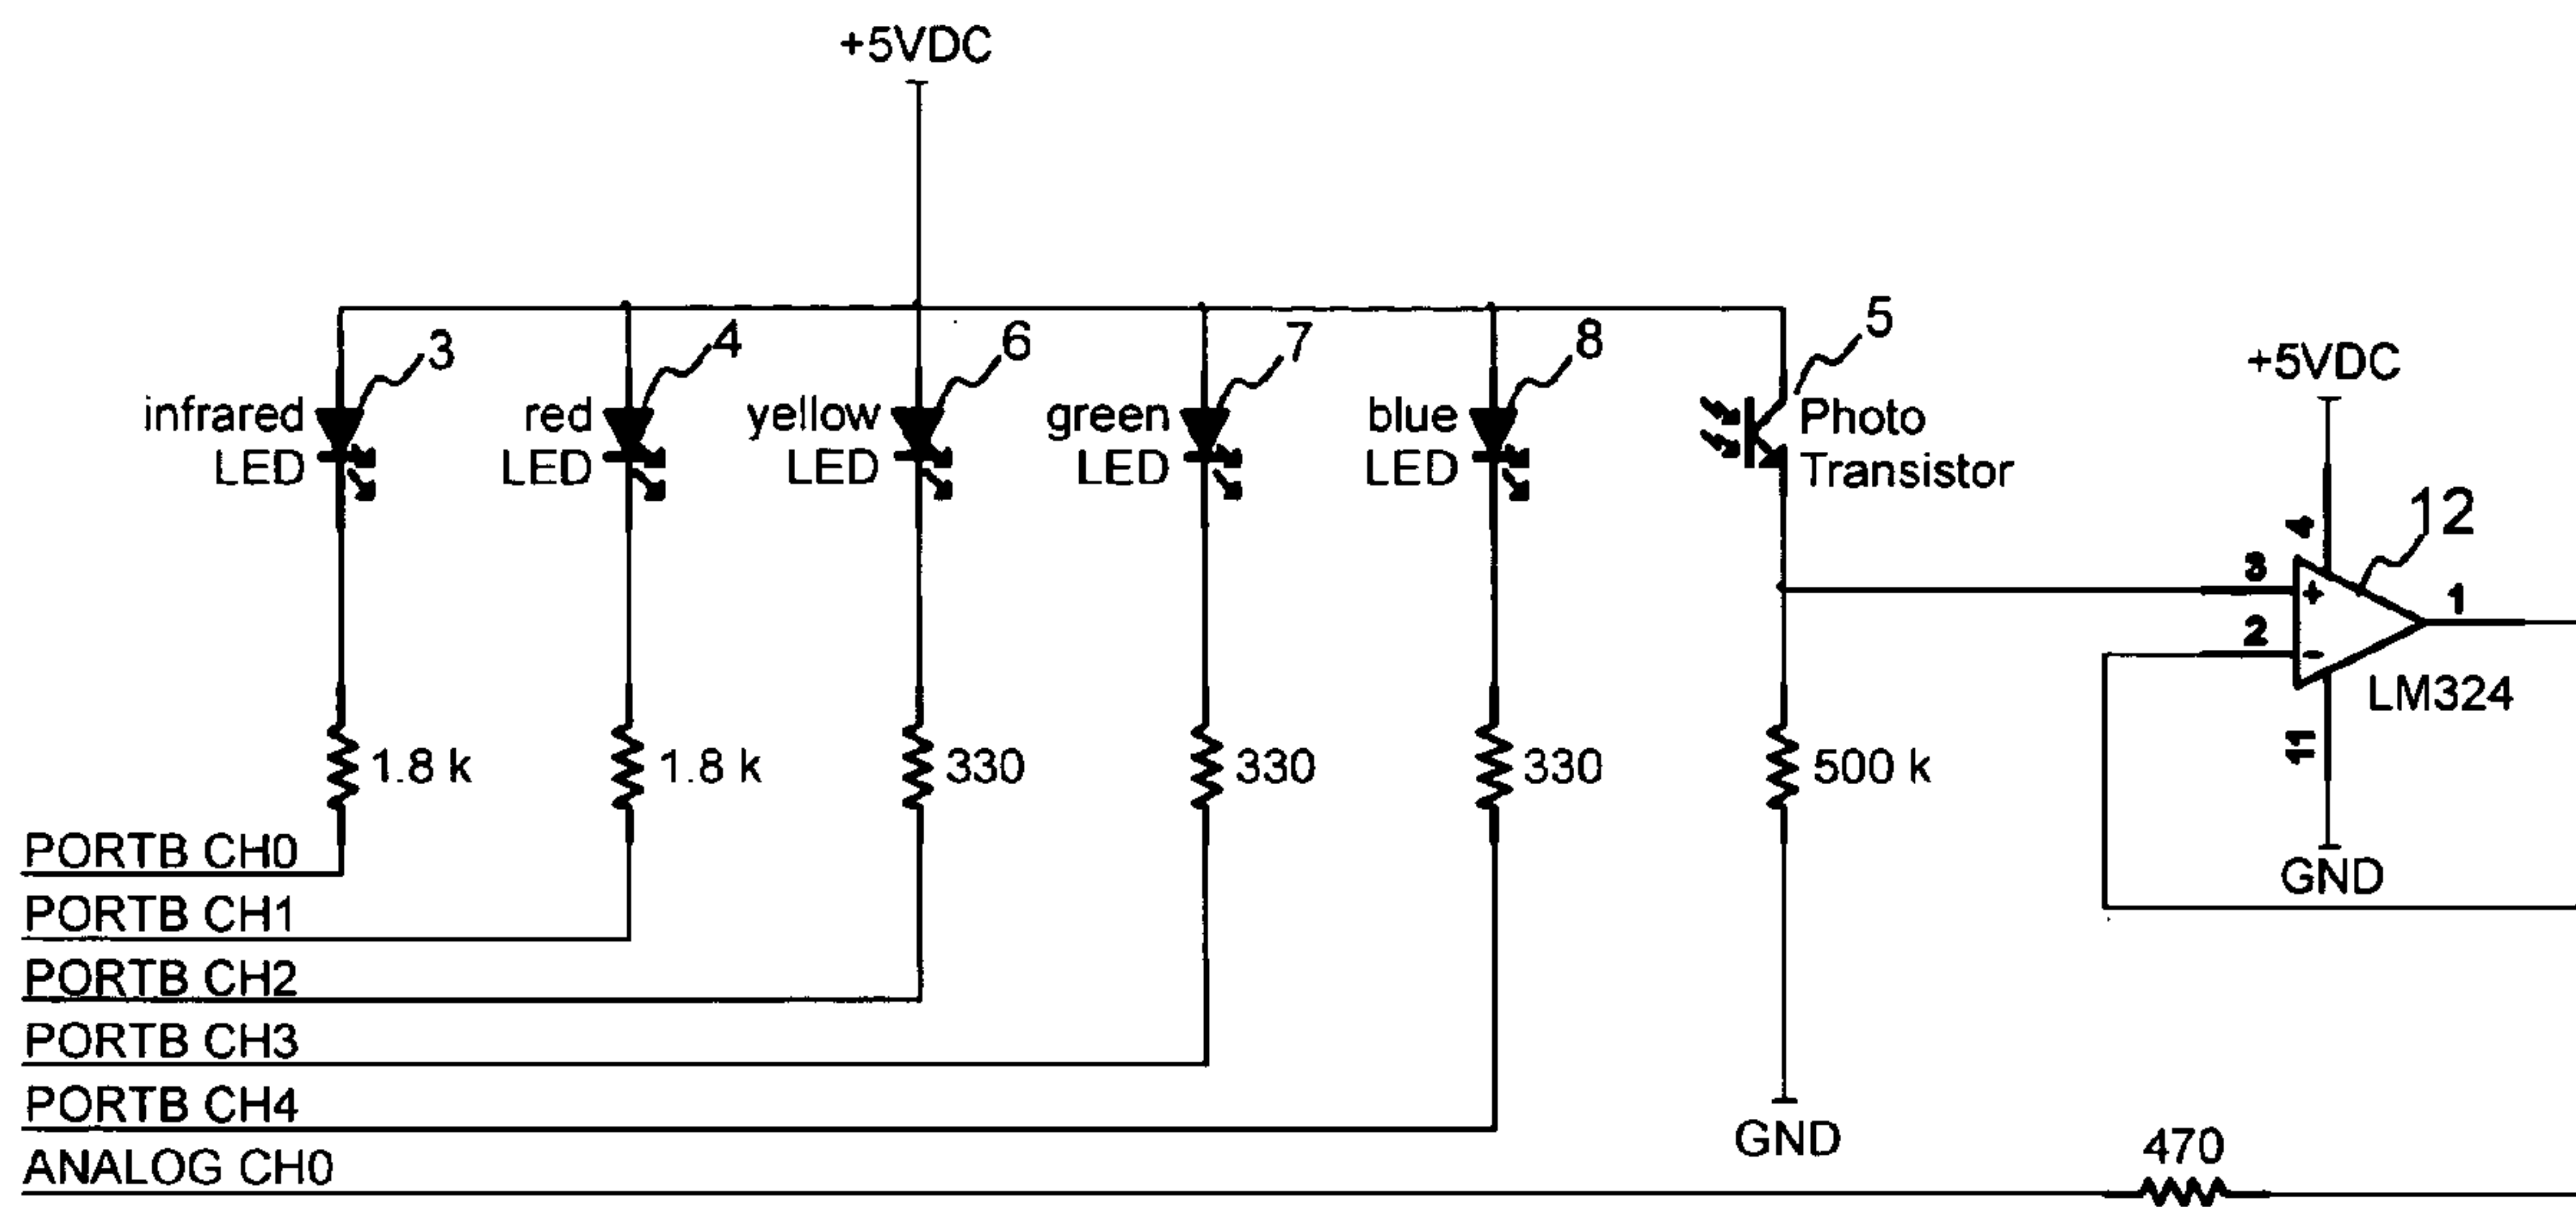 +5VDC
3
4
6
7
8
5
+5VDC
infrared
LED
red
LED
yellow
LED
green
LED
blue
LED
Photo
Transistor
12
4
3
+
1
2
-
LM324
11
GND
1.8 k
1.8 k
330
330
330
500 k
PORTB CH0
PORTB CH1
PORTB CH2
PORTB CH3
PORTB CH4
GND
ANALOG CH0
470